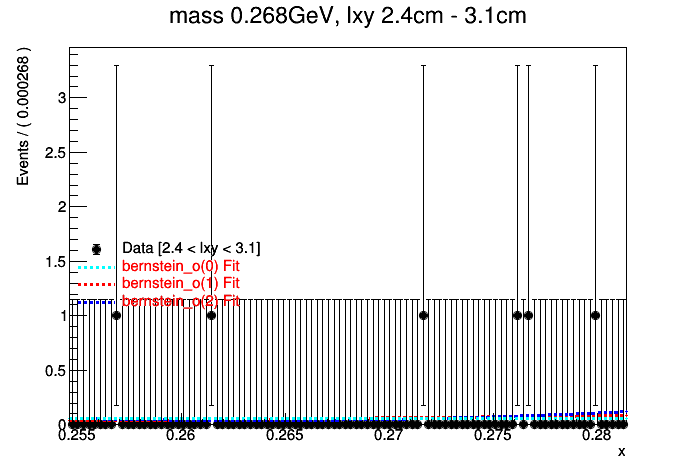 mass 0.268GeV, lxy 2.4cm - 3.1cm
Events / ( 0.000268 )
3
2.5
2
1.5
1
0.5
0
Data [2.4 < lxy < 3.1]
bernstein_o(0) Fit
bernstein_o(1) Fit
bernstein_o(2) Fit
0.255 0.26 0.265 0.27 0.275 0.28
x